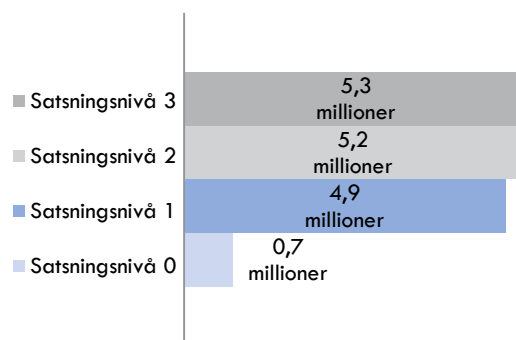 Satsningsnivå 3
5,3
millioner
Satsningsnivå 2
5,2
millioner
Satsningsnivå 1
4,9
millioner
Satsningsnivå 0
0,7
millioner